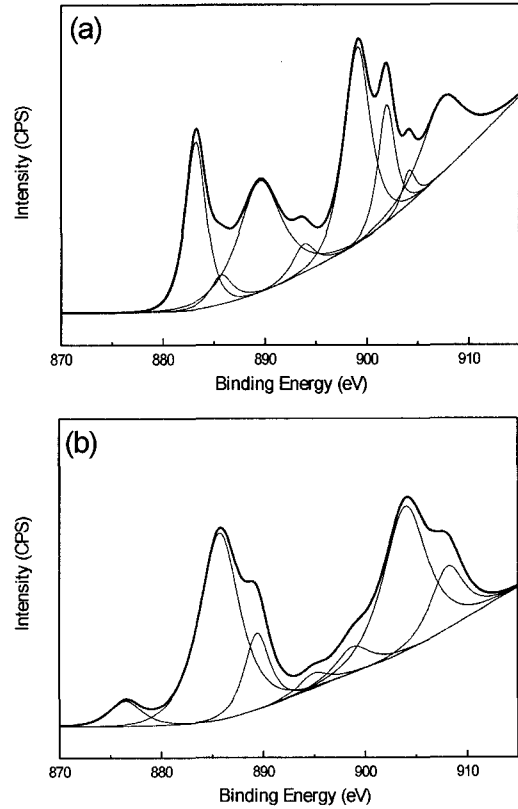 (a)
Intensity (CPS)
870 880 890 900 910
Binding Energy (eV)
(b)
Intensity (CPS)
870 880 890 900 910
Binding Energy (eV)